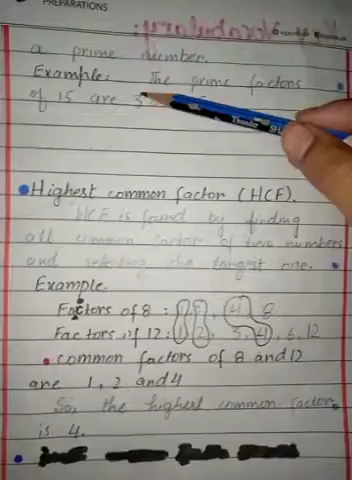 PREPARATIONS
a prime number.
Example: The prime factors
of 15 are 3
Highest common factor (HCF).
HCF is found by finding
all common factor of two numbers
and selecting the largest one.
Example.
Factors of 8 : 1, 2, 4, 8
Factors of 12 : 1, 2, 3, 4, 6, 12
common factors of 8 and 12
are 1, 2 and 4
So, the highest common factor
is 4.